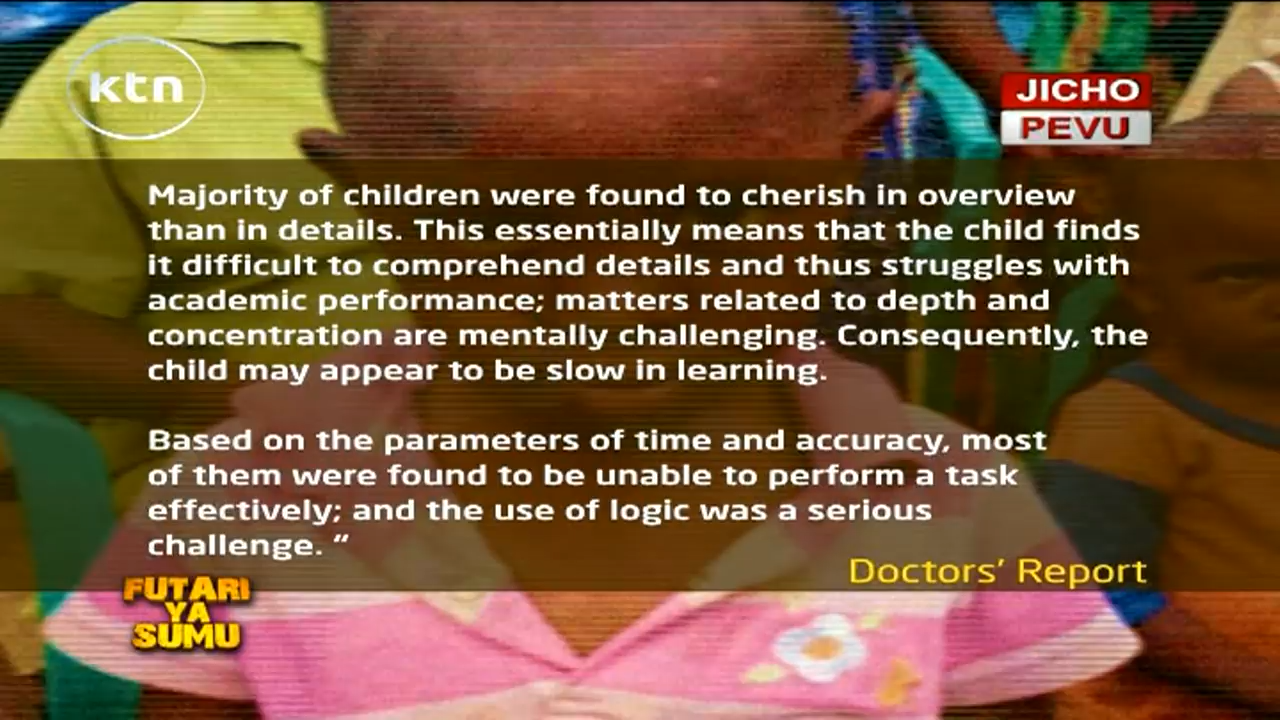 ktn
JICHO
PEVU
Majority of children were found to cherish in overview
than in details. This essentially means that the child finds
it difficult to comprehend details and thus struggles with
academic performance; matters related to depth and
concentration are mentally challenging. Consequently, the
child may appear to be slow in learning.
Based on the parameters of time and accuracy, most
of them were found to be unable to perform a task
effectively; and the use of logic was a serious
challenge. “
Doctors’ Report
FUTARI
YA
SUMU